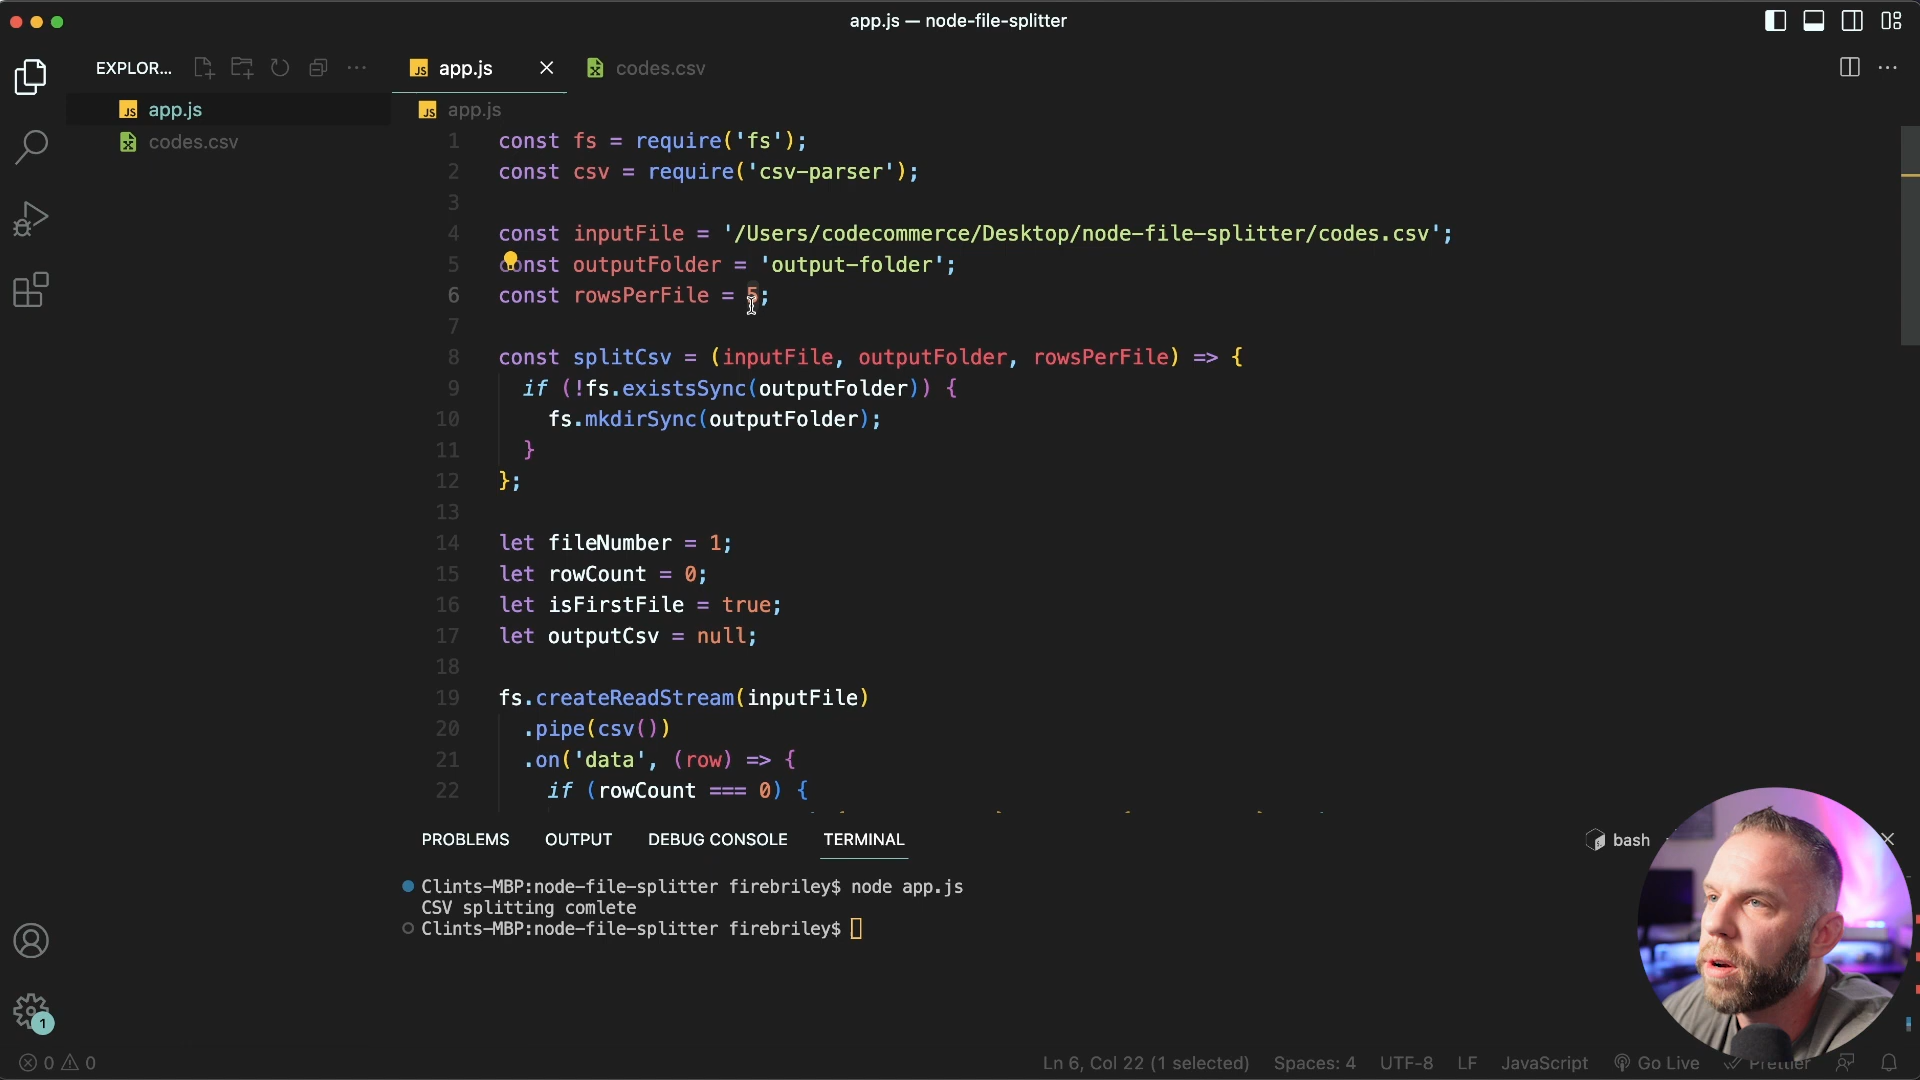 app.js — node-file-splitter
EXPLOR...
app.js
codes.csv
app.js
codes.csv
app.js
1 const fs = require('fs');
2 const csv = require('csv-parser');
3
4 const inputFile = '/Users/codecommerce/Desktop/node-file-splitter/codes.csv';
5 const outputFolder = 'output-folder';
6 const rowsPerFile = 5;
7
8 const splitCsv = (inputFile, outputFolder, rowsPerFile) => {
9 if (!fs.existsSync(outputFolder)) {
10 fs.mkdirSync(outputFolder);
11 }
12 };
13
14 let fileNumber = 1;
15 let rowCount = 0;
16 let isFirstFile = true;
17 let outputCsv = null;
18
19 fs.createReadStream(inputFile)
20 .pipe(csv())
21 .on('data', (row) => {
22 if (rowCount === 0) {
PROBLEMS OUTPUT DEBUG CONSOLE TERMINAL
bash
Clints-MBP:node-file-splitter firebriley$ node app.js
CSV splitting comlete
Clints-MBP:node-file-splitter firebriley$
1
0 0
Ln 6, Col 22 (1 selected) Spaces: 4 UTF-8 LF JavaScript Go Live Prettier